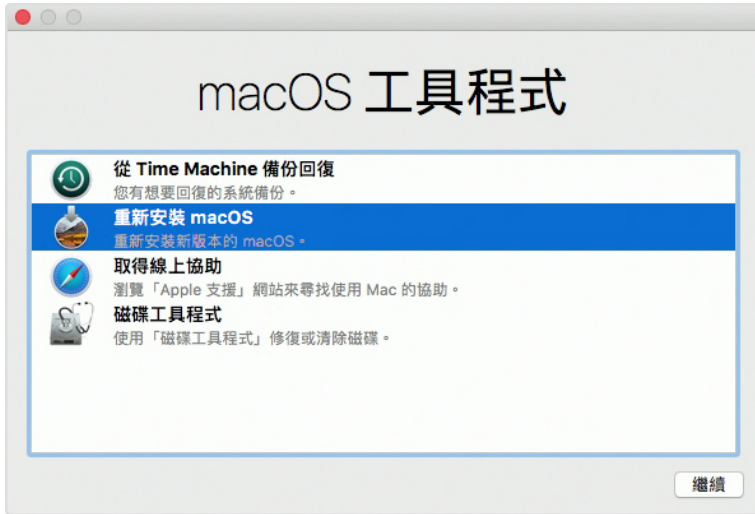 macOS 工具程式
從 Time Machine 備份回復
您有想要回復的系統備份。
重新安裝 macOS
重新安裝新版本的 macOS。
取得線上協助
瀏覽「Apple 支援」網站來尋找使用 Mac 的協助。
磁碟工具程式
使用「磁碟工具程式」修復或清除磁碟。
繼續